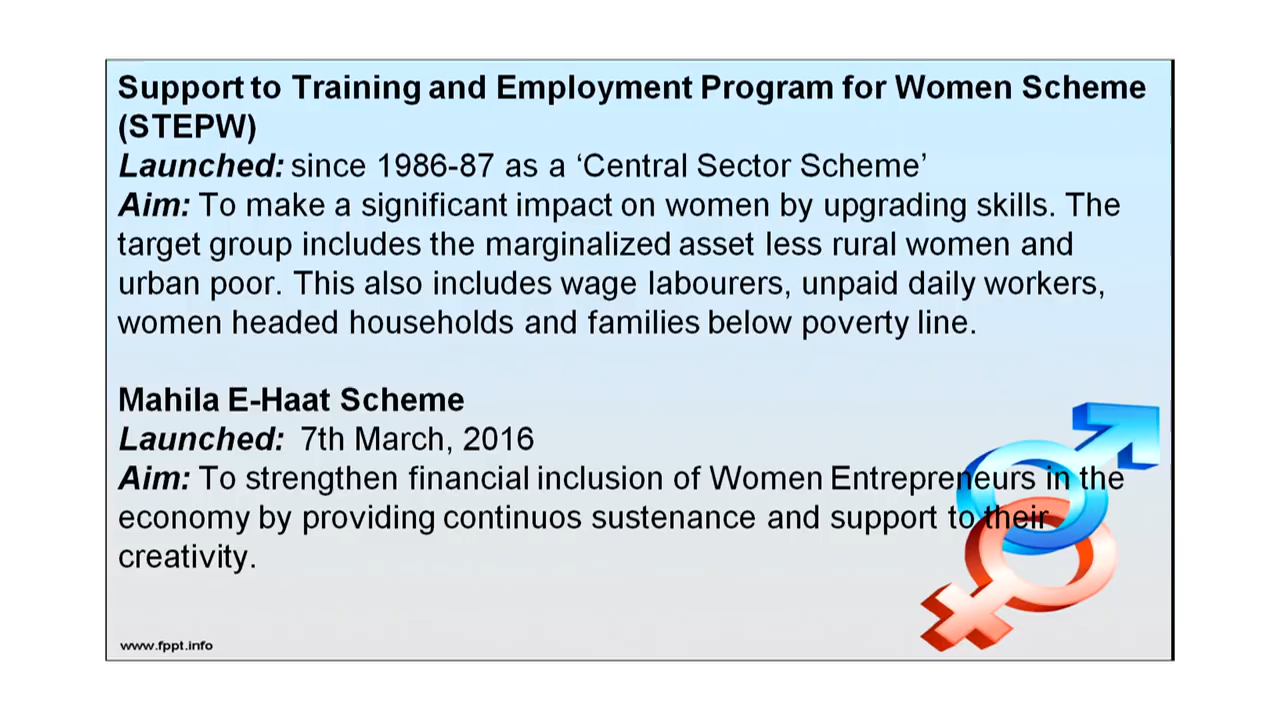 Support to Training and Employment Program for Women Scheme
(STEPW)
Launched: since 1986-87 as a ‘Central Sector Scheme’
Aim: To make a significant impact on women by upgrading skills. The
target group includes the marginalized asset less rural women and
urban poor. This also includes wage labourers, unpaid daily workers,
women headed households and families below poverty line.
Mahila E-Haat Scheme
Launched: 7th March, 2016
Aim: To strengthen financial inclusion of Women Entrepreneurs in the
economy by providing continuos sustenance and support to their
creativity.
www.fppt.info